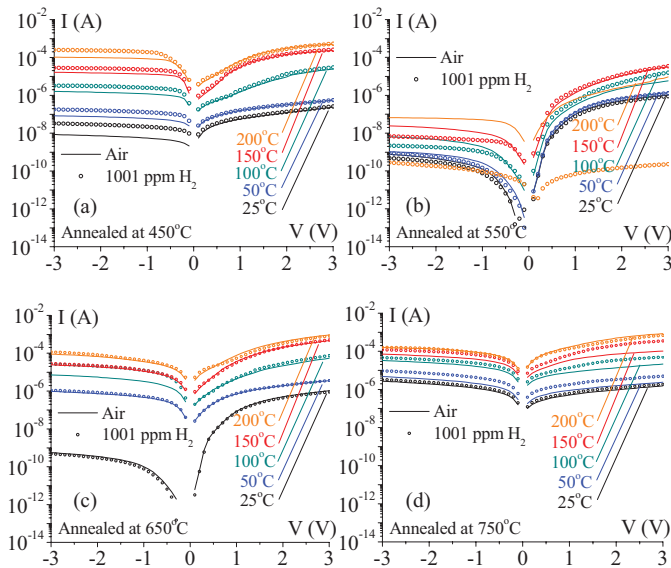 I (A)
10⁻²
10⁻⁴
10⁻⁶
10⁻⁸
10⁻¹⁰
10⁻¹²
10⁻¹⁴
Air
1001 ppm H₂
200°C
150°C
100°C
50°C
25°C
(a)
Annealed at 450°C
V (V)
-3 -2 -1 0 1 2 3
I (A)
10⁻²
10⁻⁴
10⁻⁶
10⁻⁸
10⁻¹⁰
10⁻¹²
10⁻¹⁴
Air
1001 ppm H₂
200°C
150°C
100°C
50°C
25°C
(b)
Annealed at 550°C
V (V)
-3 -2 -1 0 1 2 3
I (A)
10⁻²
10⁻⁴
10⁻⁶
10⁻⁸
10⁻¹⁰
10⁻¹²
10⁻¹⁴
Air
1001 ppm H₂
200°C
150°C
100°C
50°C
25°C
(c)
Annealed at 650°C
V (V)
-3 -2 -1 0 1 2 3
I (A)
10⁻²
10⁻⁴
10⁻⁶
10⁻⁸
10⁻¹⁰
10⁻¹²
10⁻¹⁴
Air
1001 ppm H₂
200°C
150°C
100°C
50°C
25°C
(d)
Annealed at 750°C
V (V)
-3 -2 -1 0 1 2 3